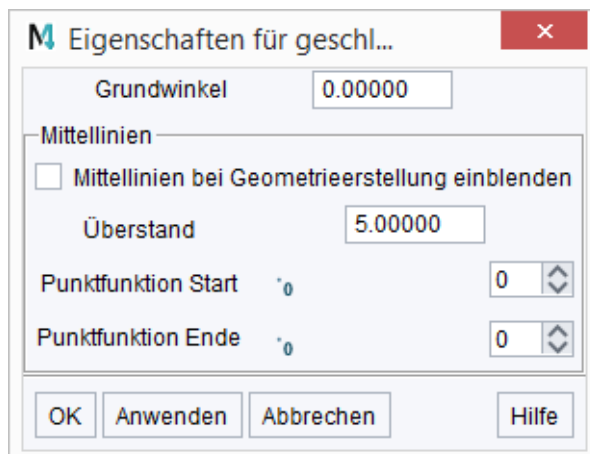 M4 Eigenschaften für geschl...
Grundwinkel 0.00000
Mittellinien
Mittellinien bei Geometrieerstellung einblenden
Überstand 5.00000
Punktfunktion Start 0 0
Punktfunktion Ende 0 0
OK Anwenden Abbrechen Hilfe